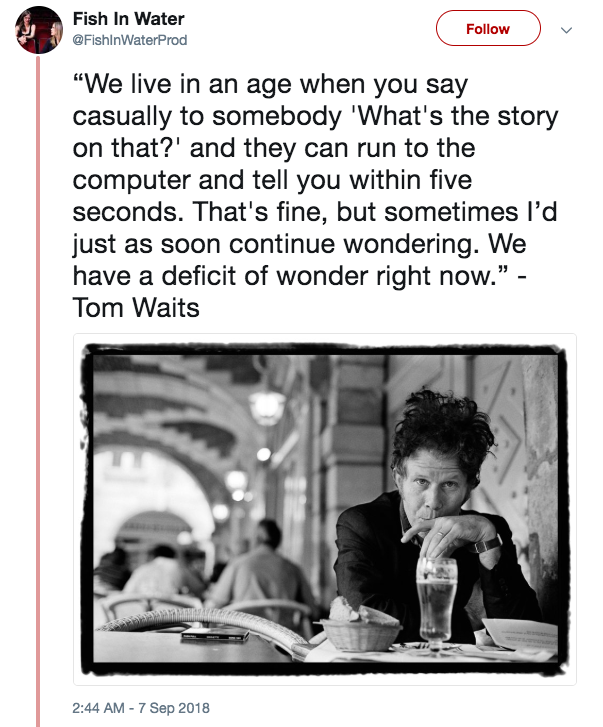 Fish In Water
@FishInWaterProd
Follow
“We live in an age when you say
casually to somebody 'What's the story
on that?' and they can run to the
computer and tell you within five
seconds. That's fine, but sometimes I’d
just as soon continue wondering. We
have a deficit of wonder right now.” -
Tom Waits
2:44 AM - 7 Sep 2018